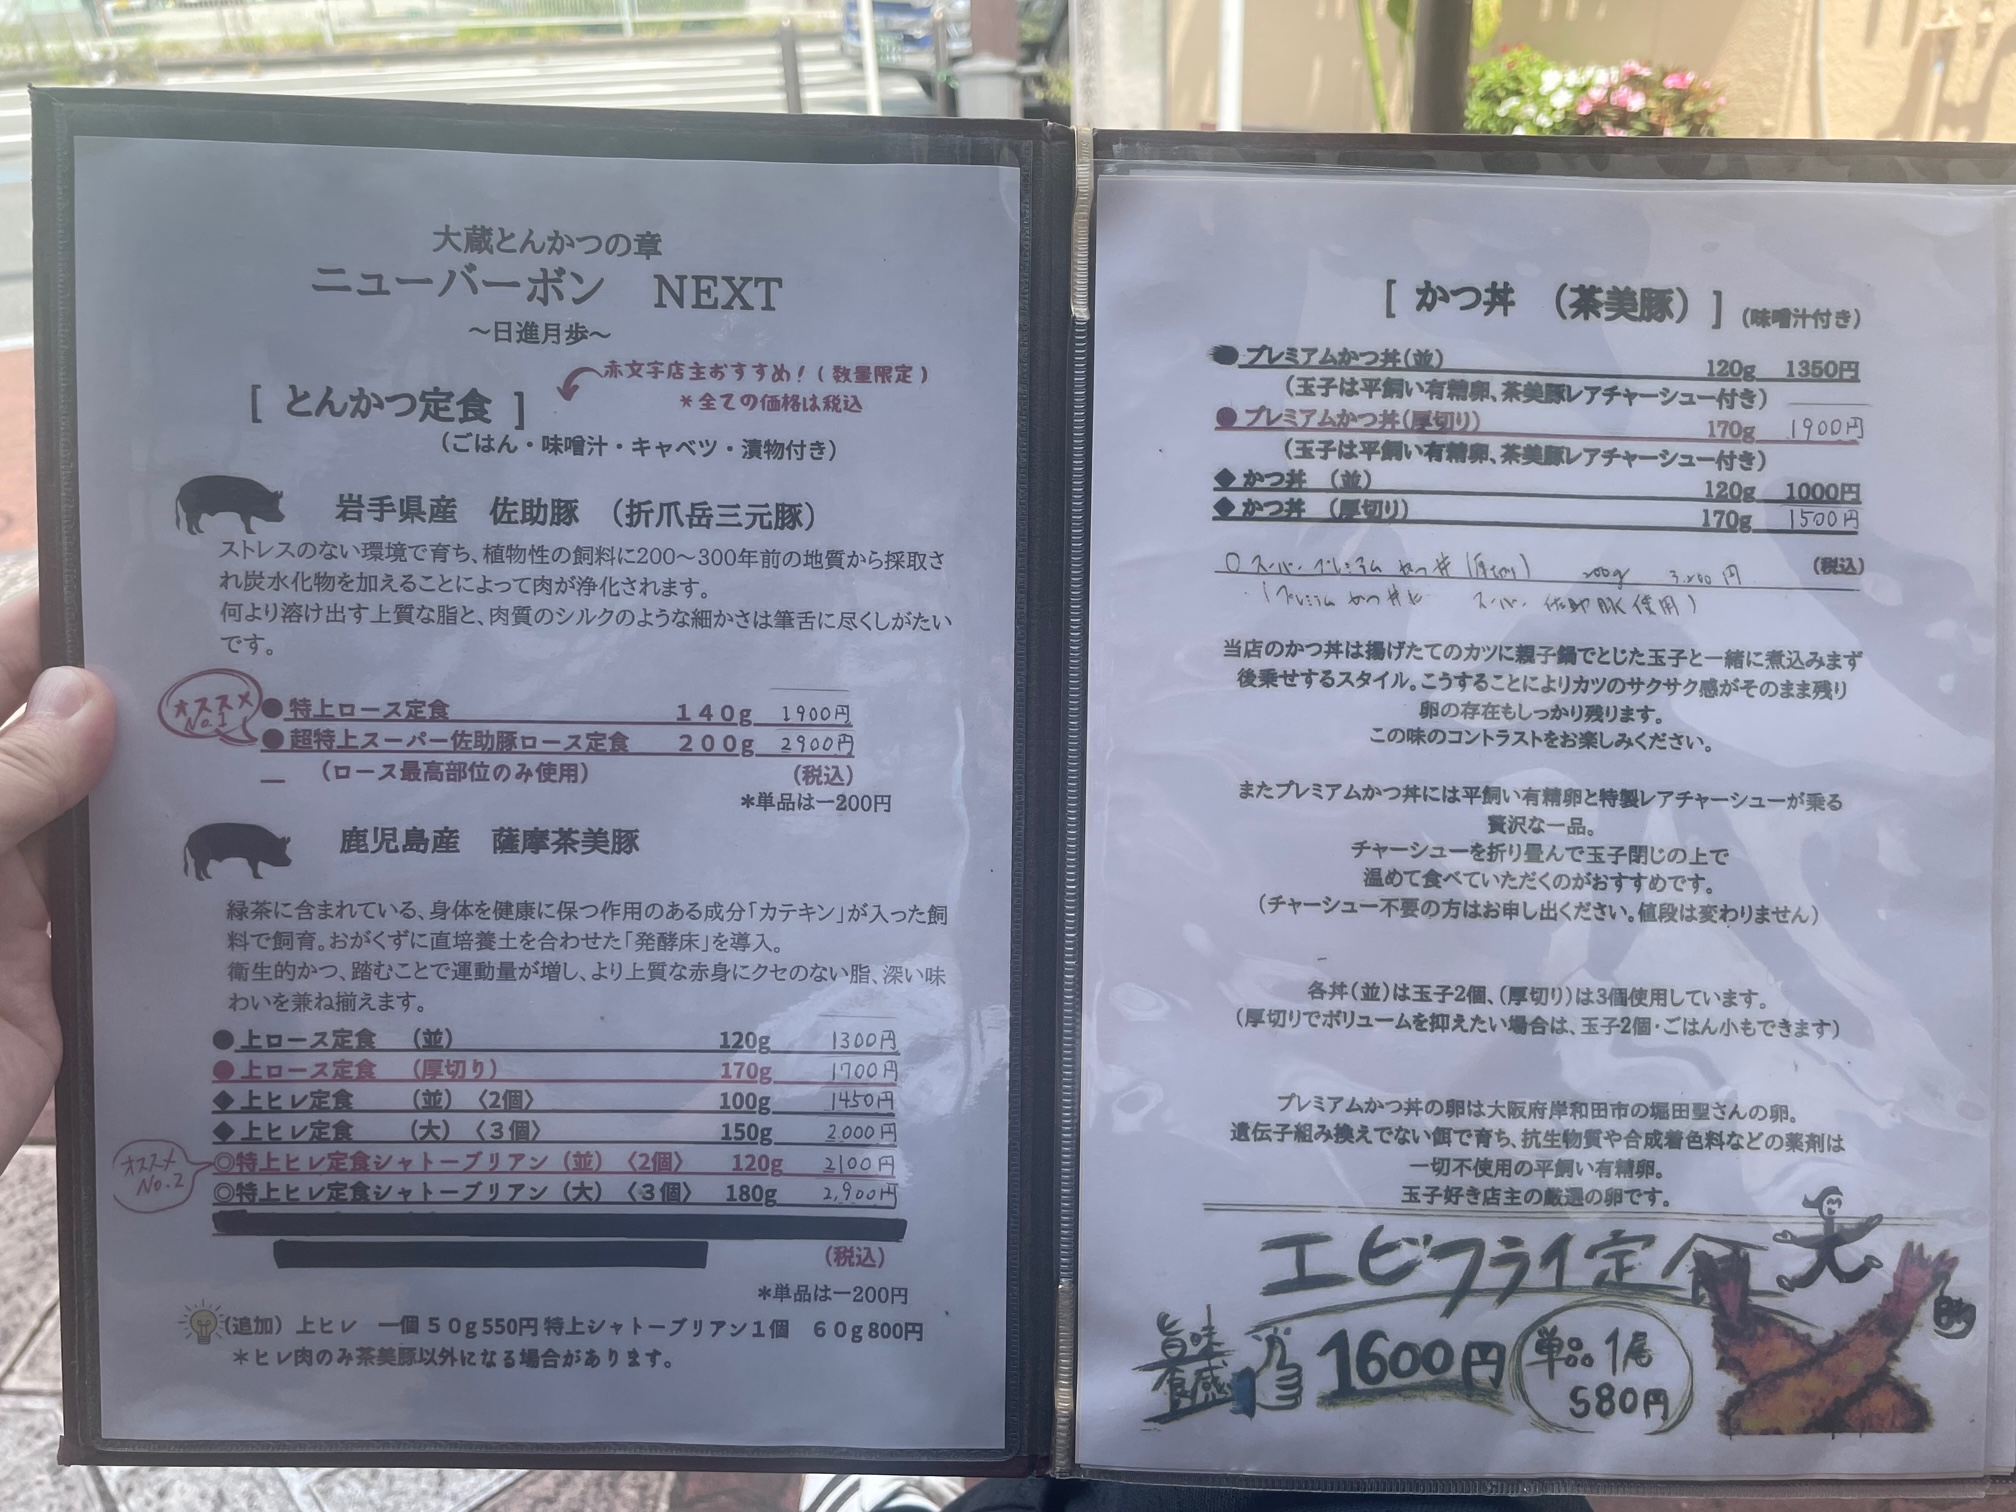 大蔵とんかつの章
ニューバーボン NEXT
～日進月歩～
赤文字店主おすすめ！(数量限定)
＊全ての価格は税込
[ とんかつ定食 ]
（ごはん・味噌汁・キャベツ・漬物付き）
岩手県産 佐助豚 （折爪岳三元豚）
ストレスのない環境で育ち、植物性の飼料に200～300年前の地質から採取さ
れ炭水化物を加えることによって肉が浄化されます。
何より溶け出す上質な脂と、肉質のシルクのような細かさは筆舌に尽くしがたい
です。
オススメ
No.1
●特上ロース定食 １４０g 1900円
●超特上スーパー佐助豚ロース定食 ２００g 2900円
（ロース最高部位のみ使用） （税込）
＊単品はー200円
鹿児島産 薩摩茶美豚
緑茶に含まれている、身体を健康に保つ作用のある成分「カテキン」が入った飼
料で飼育。おがくずに直培養土を合わせた「発酵床」を導入。
衛生的かつ、踏むことで運動量が増し、より上質な赤身にクセのない脂、深い味
わいを兼ね揃えます。
●上ロース定食 （並） 120g 1300円
●上ロース定食 （厚切り） 170g 1700円
◆上ヒレ定食 （並）〈2個〉 100g 1450円
◆上ヒレ定食 （大）〈３個〉 150g 2.000円
オススメ
No.2
◎特上ヒレ定食シャトーブリアン（並）〈2個〉 120g 2100円
◎特上ヒレ定食シャトーブリアン（大）〈３個〉 180g 2,900円
（税込）
＊単品はー200円
（追加）上ヒレ 一個５０g550円 特上シャトーブリアン１個 ６０g800円
＊ヒレ肉のみ茶美豚以外になる場合があります。
[ かつ丼 （茶美豚）] （味噌汁付き）
●プレミアムかつ丼（並） 120g 1350円
（玉子は平飼い有精卵、茶美豚レアチャーシュー付き）
●プレミアムかつ丼（厚切り） 170g 1900円
（玉子は平飼い有精卵、茶美豚レアチャーシュー付き）
◆かつ丼 （並） 120g 1000円
◆かつ丼 （厚切り） 170g 1500円
○スーパープレミアムかつ丼（厚切り） 200g 3.200円 （税込）
（プレミアムかつ丼と スーパー佐助豚使用）
当店のかつ丼は揚げたてのカツに親子鍋でとじた玉子と一緒に煮込みまず
後乗せするスタイル。こうすることによりカツのサクサク感がそのまま残り
卵の存在もしっかり残ります。
この味のコントラストをお楽しみください。
またプレミアムかつ丼には平飼い有精卵と特製レアチャーシューが乗る
贅沢な一品。
チャーシューを折り畳んで玉子閉じの上で
温めて食べていただくのがおすすめです。
（チャーシュー不要の方はお申し出ください。値段は変わりません）
各丼（並）は玉子2個、（厚切り）は3個使用しています。
（厚切りでボリュームを抑えたい場合は、玉子2個・ごはん小もできます）
プレミアムかつ丼の卵は大阪府岸和田市の堀田聖さんの卵。
遺伝子組み換えでない餌で育ち、抗生物質や合成着色料などの薬剤は
一切不使用の平飼い有精卵。
玉子好き店主の厳選の卵です。
エビフライ定食
大
旨味
食感
1600円
単品1尾
580円